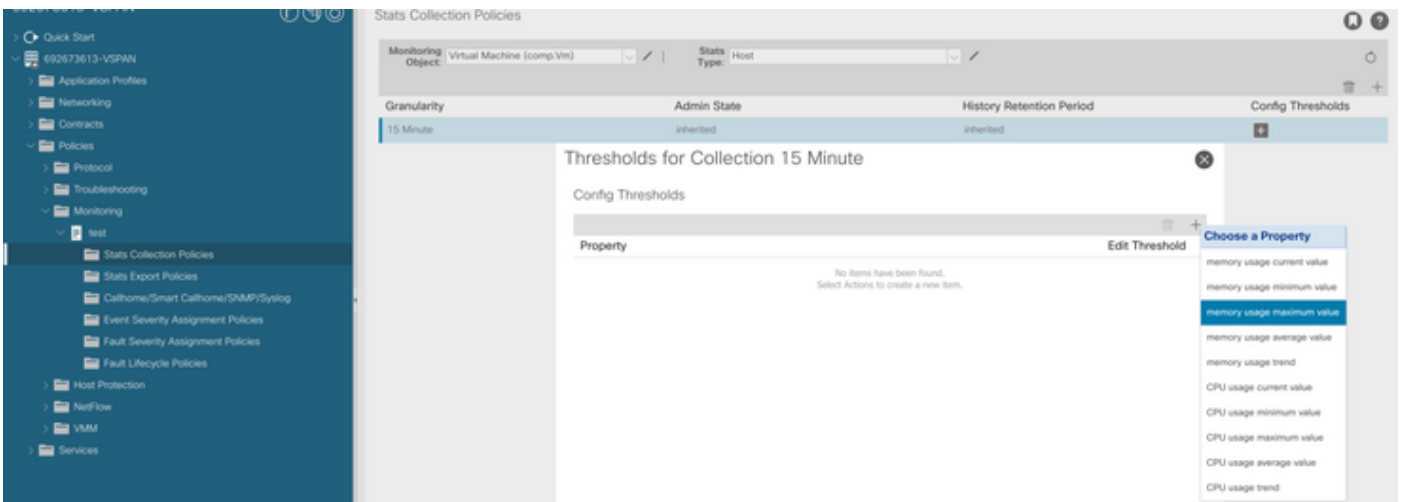 Stats Collection Policies
Quick Start
692673613-VSPAN
Application Profiles
Networking
Contracts
Policies
Protocol
Troubleshooting
Monitoring
test
Stats Collection Policies
Stats Export Policies
Callhome/Smart Callhome/SNMP/Syslog
Event Severity Assignment Policies
Fault Severity Assignment Policies
Fault Lifecycle Policies
Host Protection
NetFlow
VMM
Services
Monitoring Object: Virtual Machine (comp.Vm) Stats Type: Host
Granularity Admin State History Retention Period Config Thresholds
15 Minute inherited inherited
Thresholds for Collection 15 Minute
Config Thresholds
Property Edit Threshold
No items have been found.
Select Actions to create a new item.
Choose a Property
memory usage current value
memory usage minimum value
memory usage maximum value
memory usage average value
memory usage trend
CPU usage current value
CPU usage minimum value
CPU usage maximum value
CPU usage average value
CPU usage trend